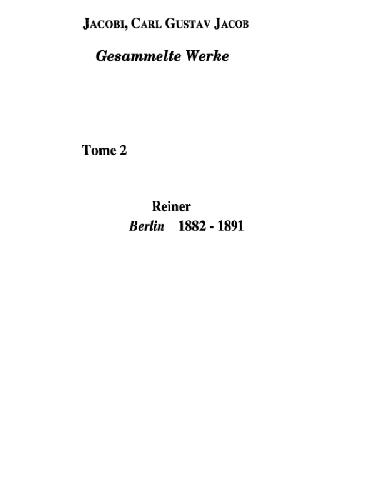 JACOBI, CARL GUSTAV JACOB
Gesammelte Werke
Tome 2
Reiner
Berlin 1882 - 1891